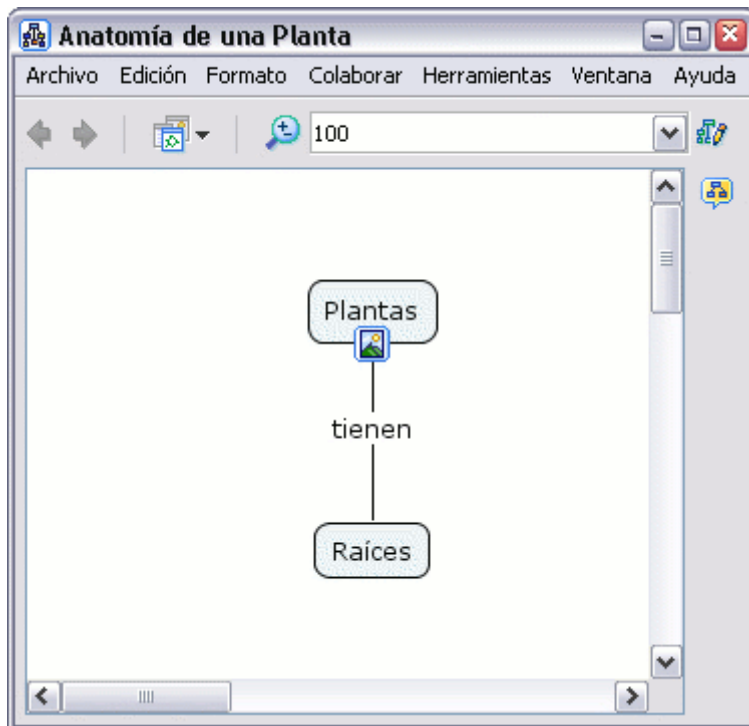 Anatomía de una Planta
Archivo Edición Formato Colaborar Herramientas Ventana Ayuda
100
Plantas
tienen
Raíces